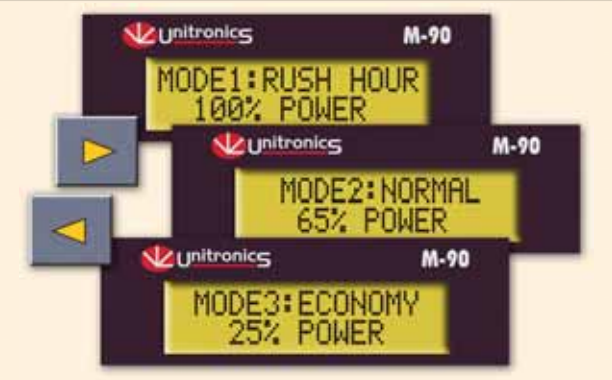 Unitronics M-90
MODE1:RUSH HOUR
100% POWER
Unitronics M-90
MODE2:NORMAL
65% POWER
Unitronics M-90
MODE3:ECONOMY
25% POWER